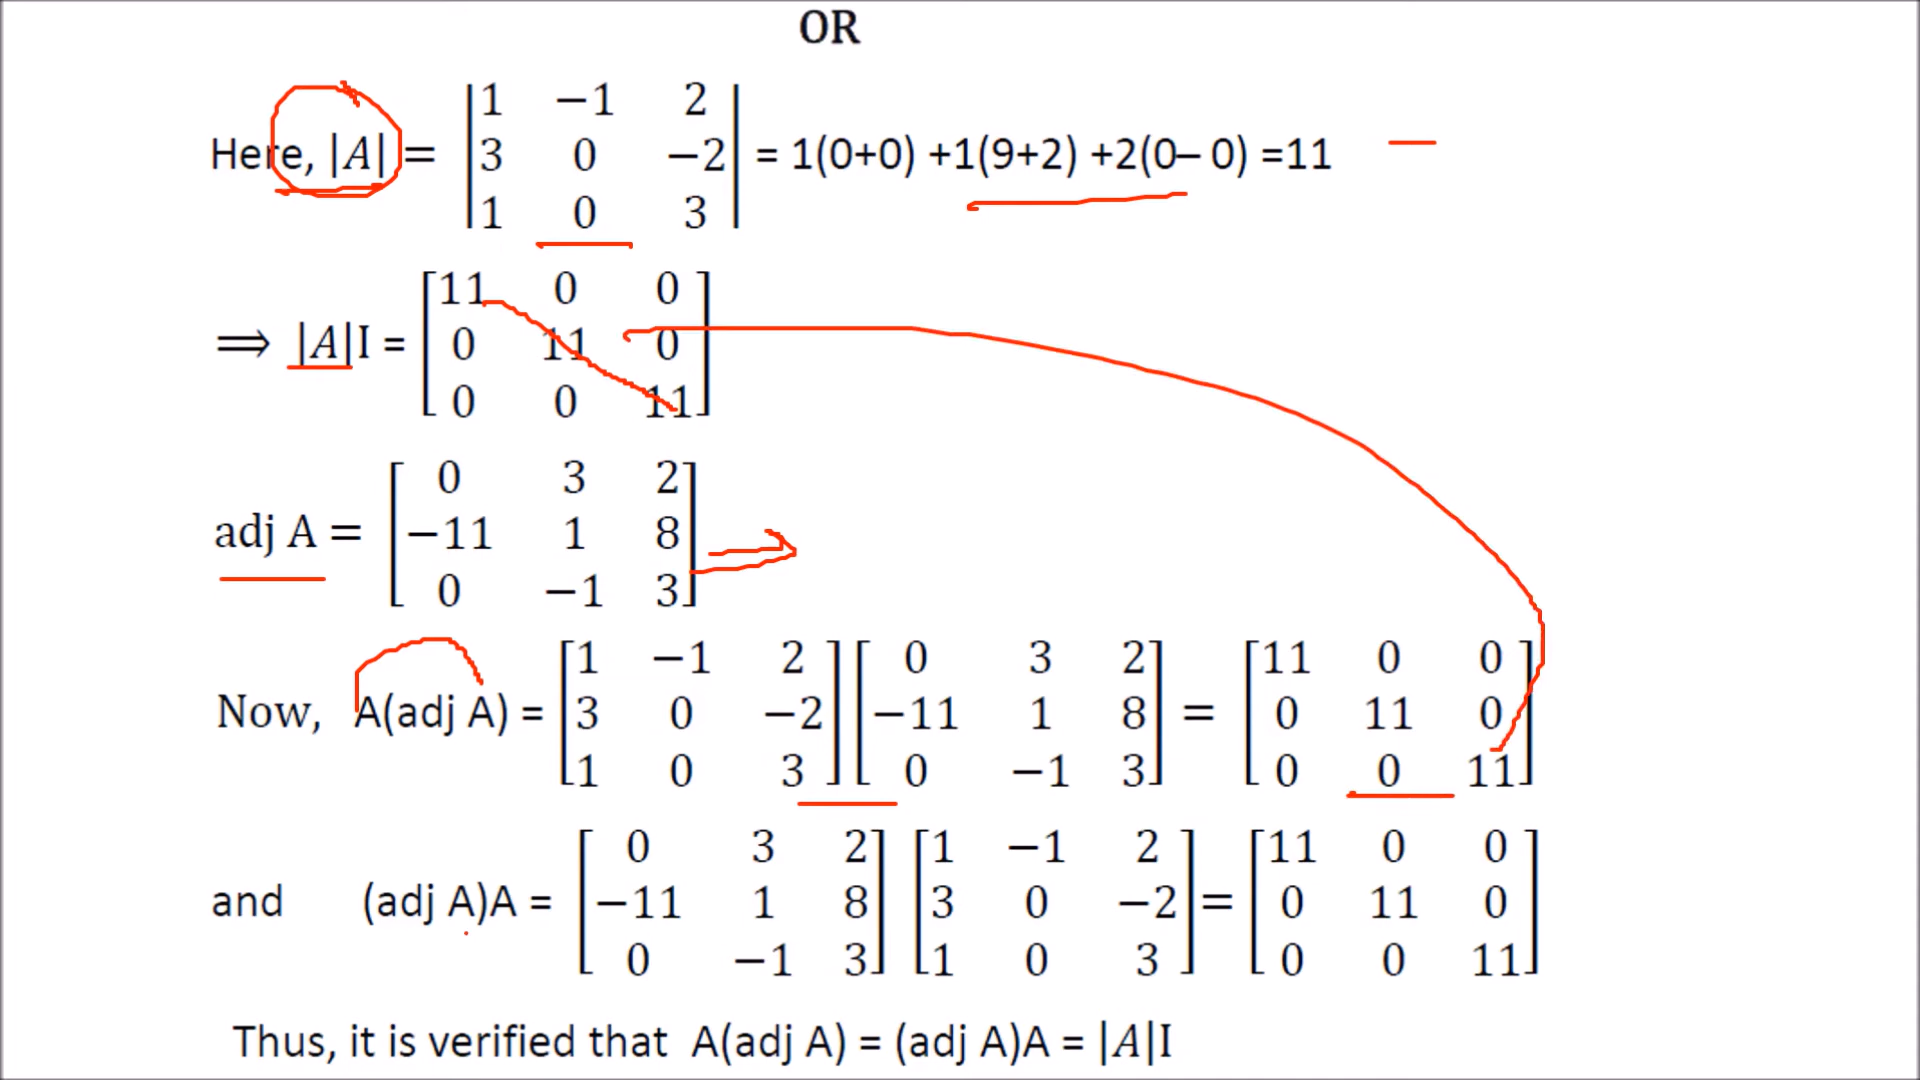 OR
Here, |A| = |1 −1 2| = 1(0+0) +1(9+2) +2(0– 0) =11
|3 0 −2|
|1 0 3|
⟹ |A|I = [11 0 0]
[0 11 0]
[0 0 11]
adj A = [0 3 2]
[−11 1 8]
[0 −1 3]
Now, A(adj A) = [1 −1 2] [0 3 2] = [11 0 0]
[3 0 −2] [−11 1 8] [0 11 0]
[1 0 3] [0 −1 3] [0 0 11]
and (adj A)A = [0 3 2] [1 −1 2] = [11 0 0]
[−11 1 8] [3 0 −2] [0 11 0]
[0 −1 3] [1 0 3] [0 0 11]
Thus, it is verified that A(adj A) = (adj A)A = |A|I